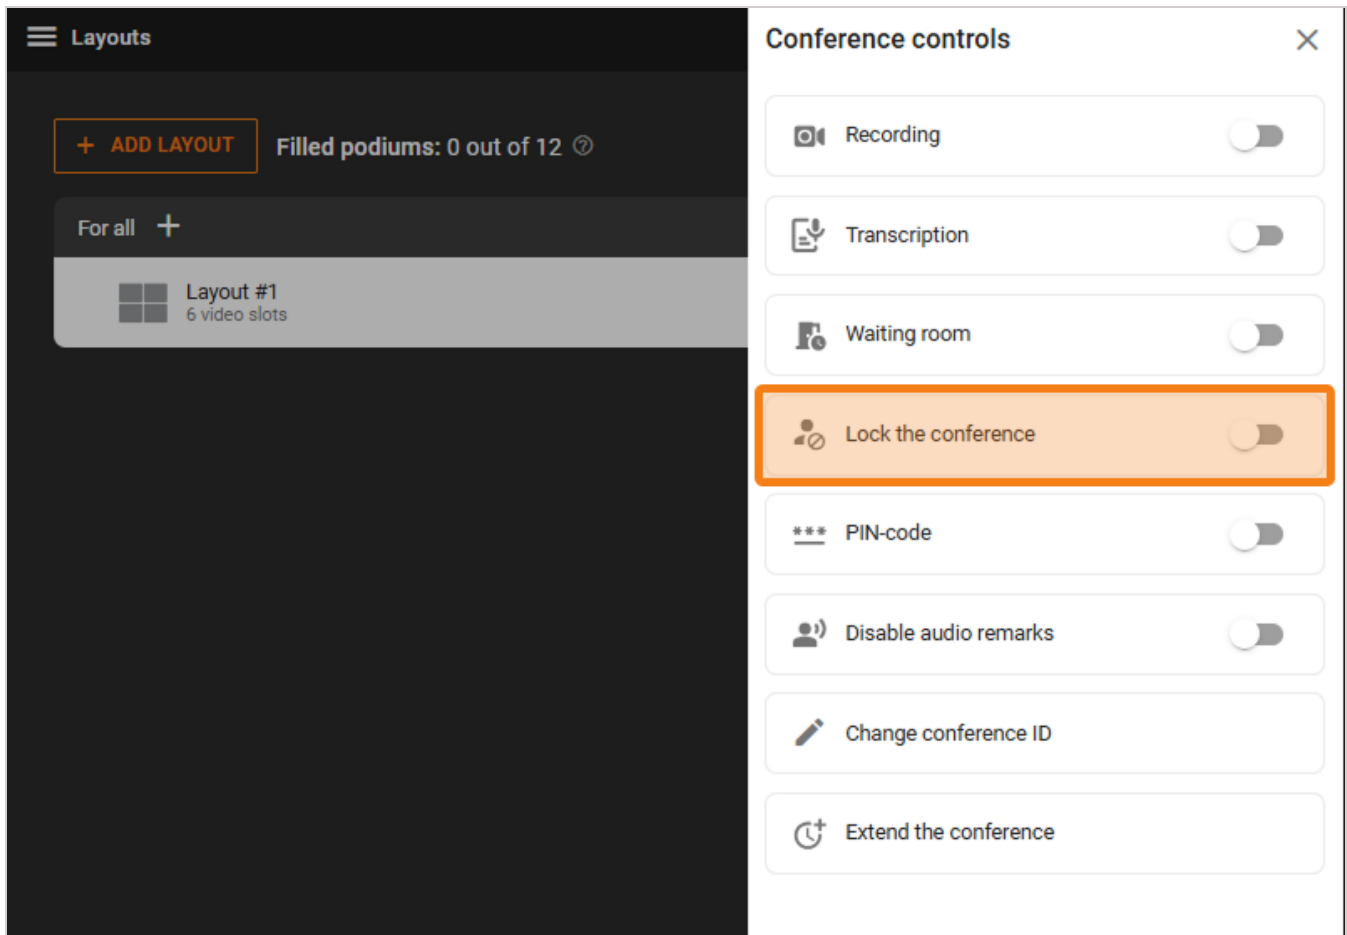 Layouts
+ ADD LAYOUT
Filled podiums: 0 out of 12
For all +
Layout #1
6 video slots
Conference controls
Recording
Transcription
Waiting room
Lock the conference
*** PIN-code
Disable audio remarks
Change conference ID
Extend the conference